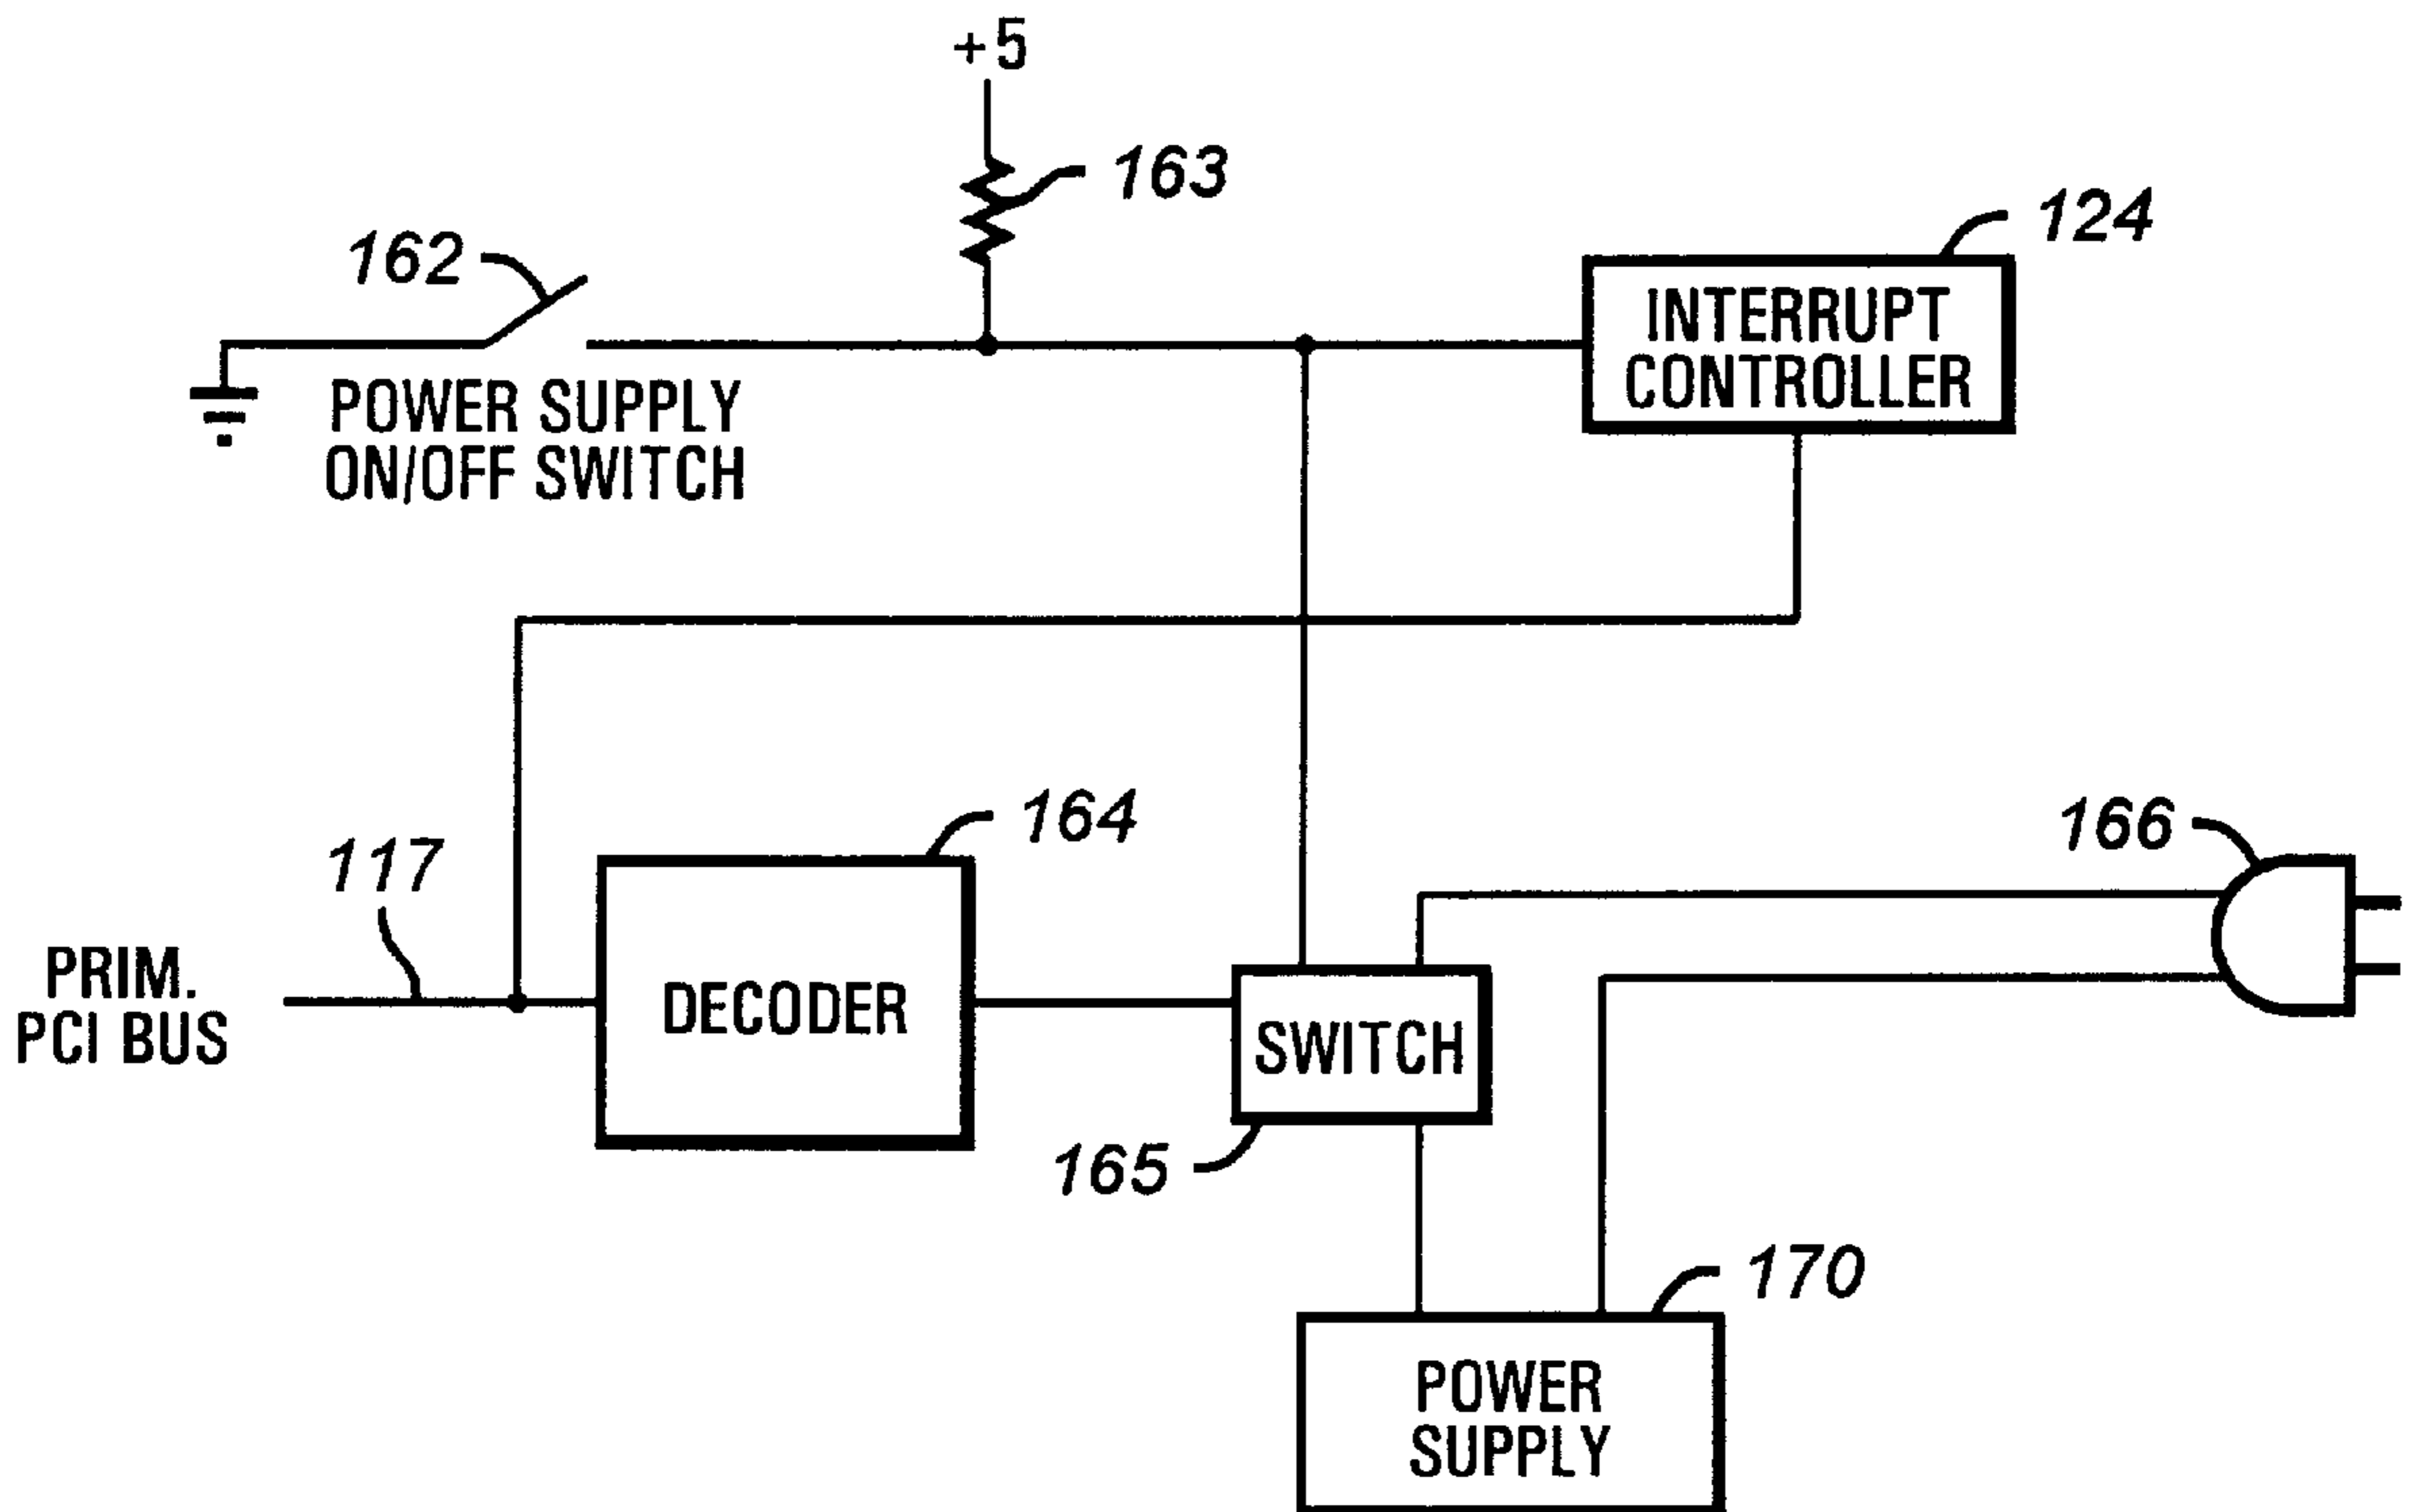 +5
163
124
162
INTERRUPT
CONTROLLER
POWER SUPPLY
ON/OFF SWITCH
164
166
117
PRIM.
PCI BUS
DECODER
SWITCH
165
170
POWER
SUPPLY